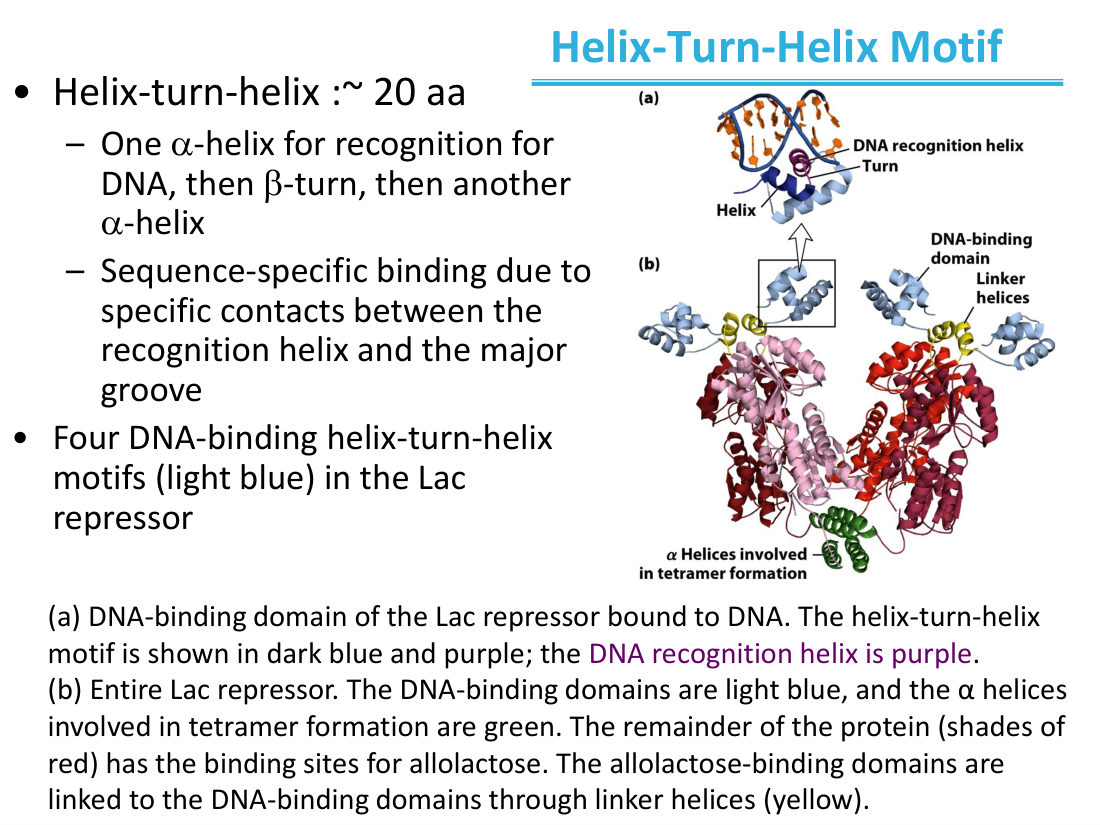 Helix-Turn-Helix Motif
• Helix-turn-helix :~ 20 aa
– One α-helix for recognition for
DNA, then β-turn, then another
α-helix
– Sequence-specific binding due to
specific contacts between the
recognition helix and the major
groove
• Four DNA-binding helix-turn-helix
motifs (light blue) in the Lac
repressor
(a)
DNA recognition helix
Turn
Helix
(b)
DNA-binding
domain
Linker
helices
α Helices involved
in tetramer formation
(a) DNA-binding domain of the Lac repressor bound to DNA. The helix-turn-helix
motif is shown in dark blue and purple; the DNA recognition helix is purple.
(b) Entire Lac repressor. The DNA-binding domains are light blue, and the α helices
involved in tetramer formation are green. The remainder of the protein (shades of
red) has the binding sites for allolactose. The allolactose-binding domains are
linked to the DNA-binding domains through linker helices (yellow).